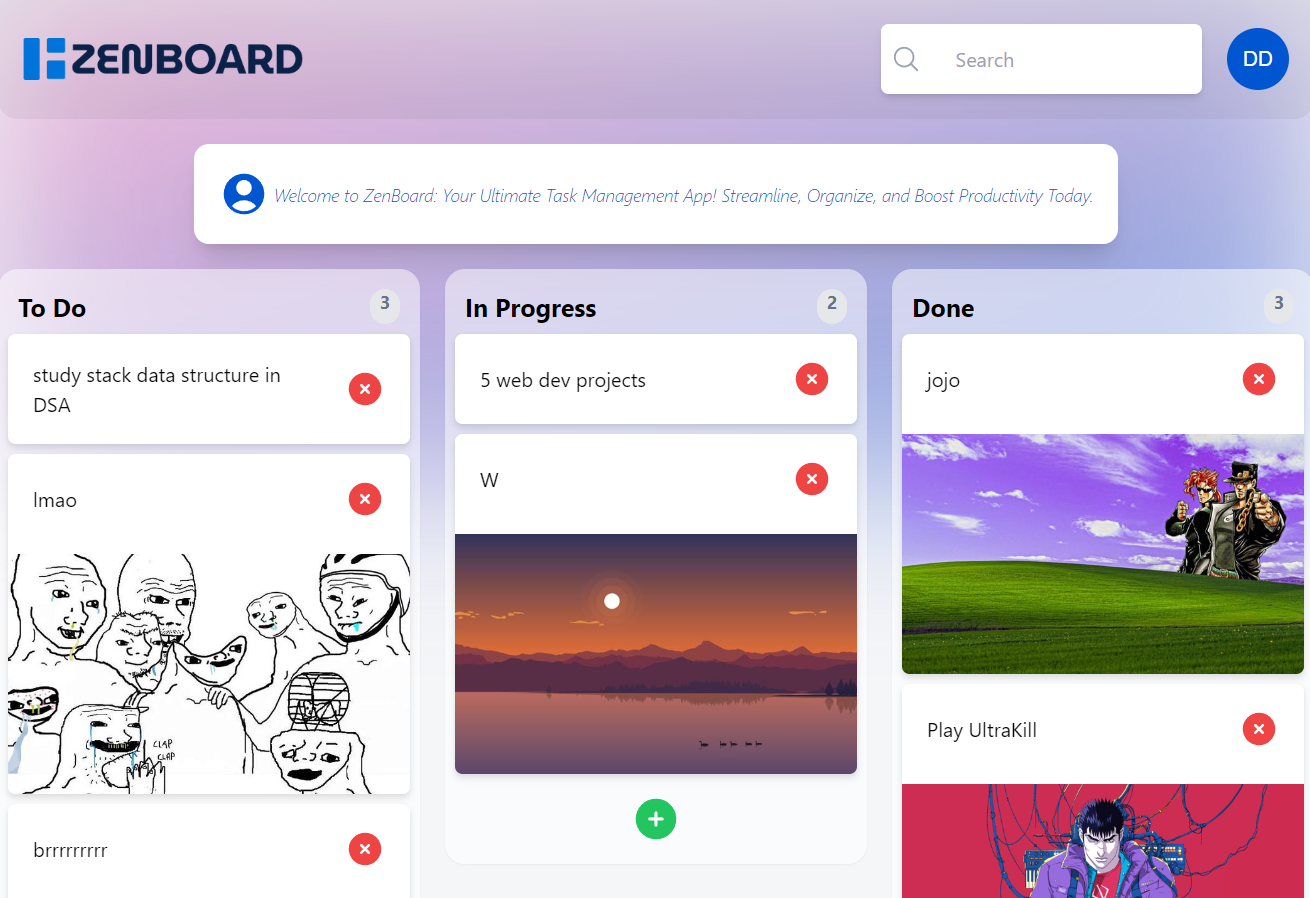 ZENBOARD
Search
DD
Welcome to ZenBoard: Your Ultimate Task Management App! Streamline, Organize, and Boost Productivity Today.
To Do
3
study stack data structure in
DSA
lmao
CLAP
CLAP
brrrrrrrrr
In Progress
2
5 web dev projects
W
Done
3
jojo
Play UltraKill